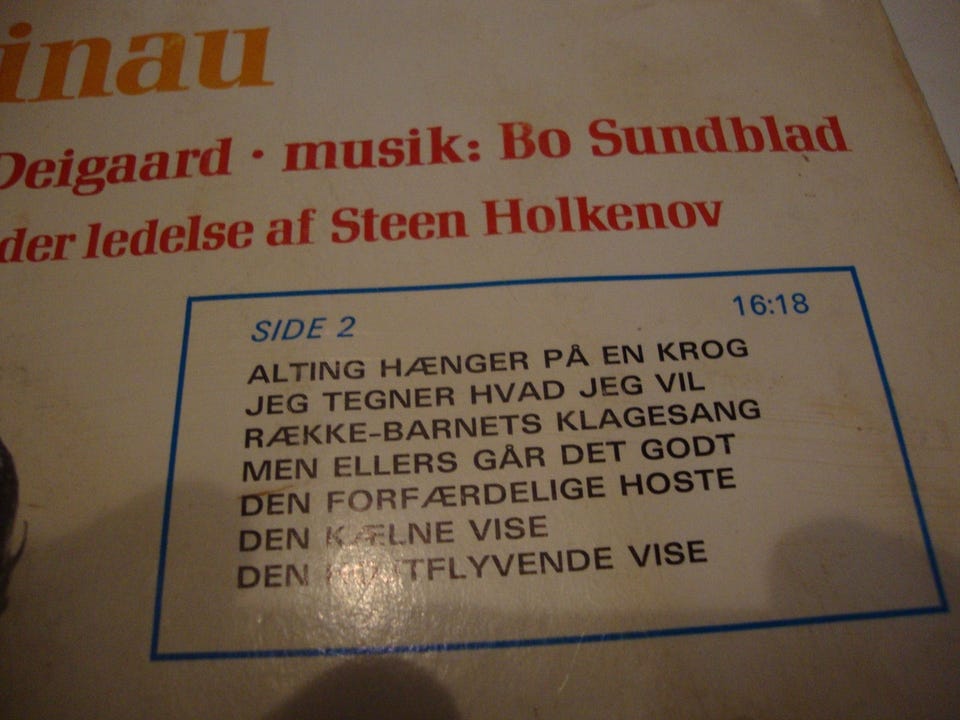 inau
Deigaard · musik: Bo Sundblad
der ledelse af Steen Holkenov
SIDE 2 16:18
ALTING HÆNGER PÅ EN KROG
JEG TEGNER HVAD JEG VIL
RÆKKE-BARNETS KLAGESANG
MEN ELLERS GÅR DET GODT
DEN FORFÆRDELIGE HOSTE
DEN KÆLNE VISE
DEN VISE